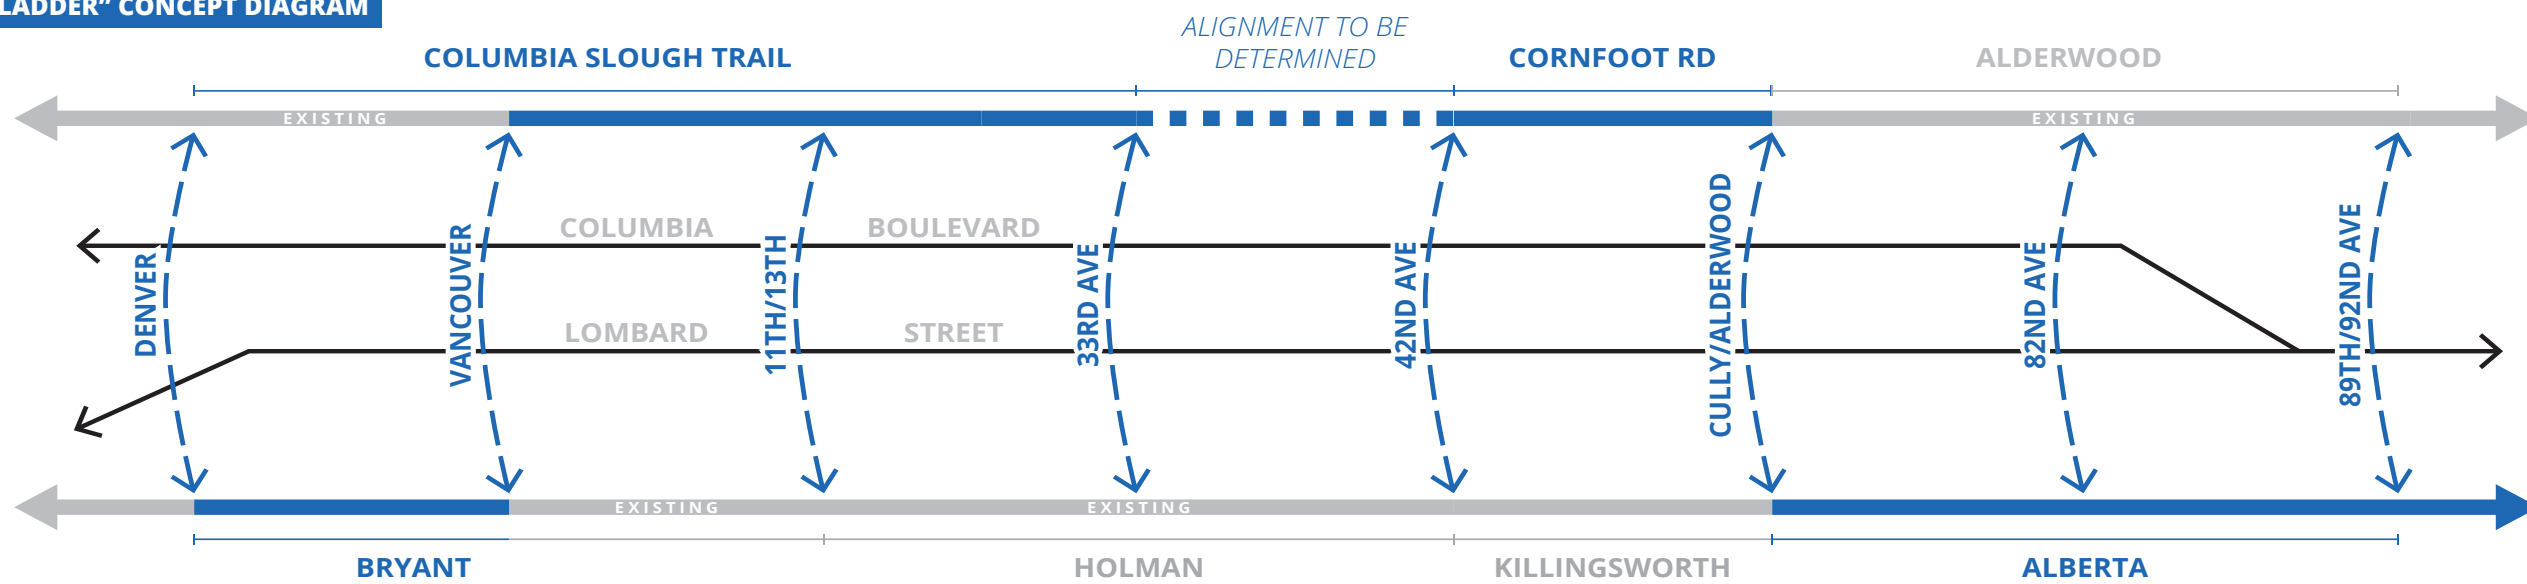 LADDER” CONCEPT DIAGRAM
ALIGNMENT TO BE
DETERMINED
COLUMBIA SLOUGH TRAIL
CORNFOOT RD
ALDERWOOD
EXISTING
EXISTING
COLUMBIA BOULEVARD
LOMBARD STREET
DENVER
VANCOUVER
11TH/13TH
33RD AVE
42ND AVE
CULLY/ALDERWOOD
82ND AVE
89TH/92ND AVE
EXISTING
EXISTING
BRYANT
HOLMAN
KILLINGSWORTH
ALBERTA